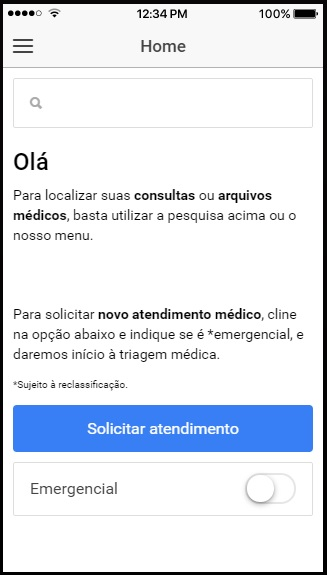 12:34 PM
100%
Home
Olá
Para localizar suas consultas ou arquivos
médicos, basta utilizar a pesquisa acima ou o
nosso menu.
Para solicitar novo atendimento médico, cline
na opção abaixo e indique se é *emergencial, e
daremos início à triagem médica.
*Sujeito à reclassificação.
Solicitar atendimento
Emergencial